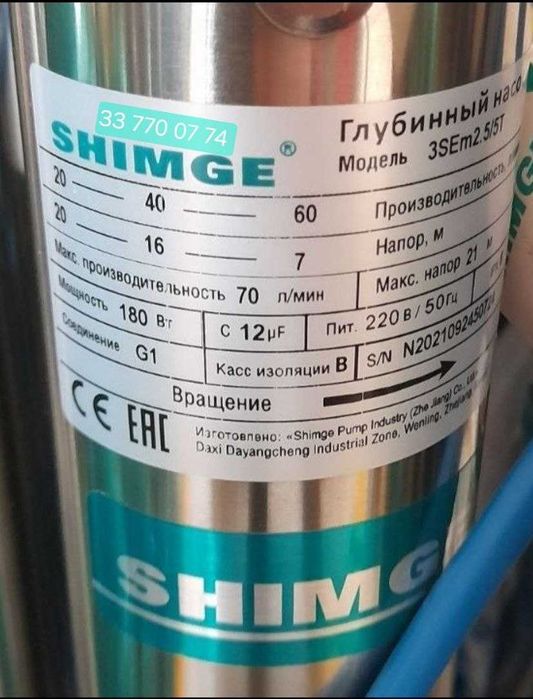 33 770 07 74
SHIMGE®
Глубинный насо
Модель 3SEm2.5/5T
20 — 40 — 60 Производительность,
20 — 16 — 7 Напор, м
Макс. производительность 70 л/мин Макс. напор 21 м
Мощность 180 Вт C 12µF Пит. 220 В / 50Гц
Соединение G1 Касс изоляции B S/N
Вращение
CE EAC
Изготовлено: «Shimge Pump Industry (Zhe Jiang) Co.,
Daxi Dayangcheng Industrial Zone, Wenling, Zhejiang,
SHIMG